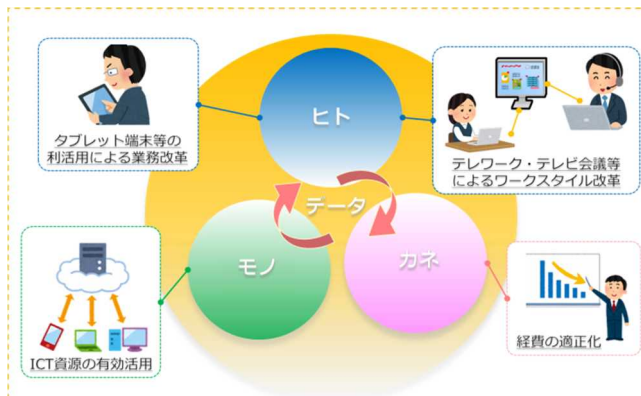 タブレット端末等の
利活用による業務改革
ヒト
テレワーク・テレビ会議等
によるワークスタイル改革
データ
モノ
カネ
ICT資源の有効活用
経費の適正化